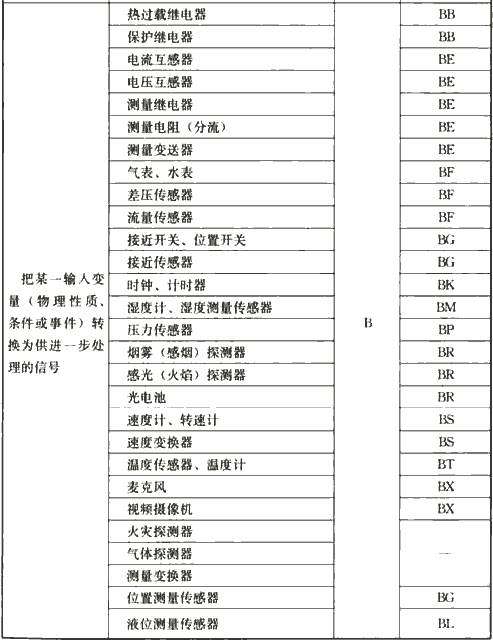 热过载继电器 BB
保护继电器 BB
电流互感器 BE
电压互感器 BE
测量继电器 BE
测量电阻（分流） BE
测量变送器 BE
气表、水表 BF
差压传感器 BF
流量传感器 BF
接近开关、位置开关 BG
接近传感器 BG
把某一输入变
量（物理性质、
条件或事件）转
换为供进一步处
理的信号
时钟、计时器 BK
湿度计、湿度测量传感器 BM
B
压力传感器 BP
烟雾（感烟）探测器 BR
感光（火焰）探测器 BR
光电池 BR
速度计、转速计 BS
速度变换器 BS
温度传感器、温度计 BT
麦克风 BX
视频摄像机 BX
火灾探测器
气体探测器 —
测量变换器
位置测量传感器 BG
液位测量传感器 BL